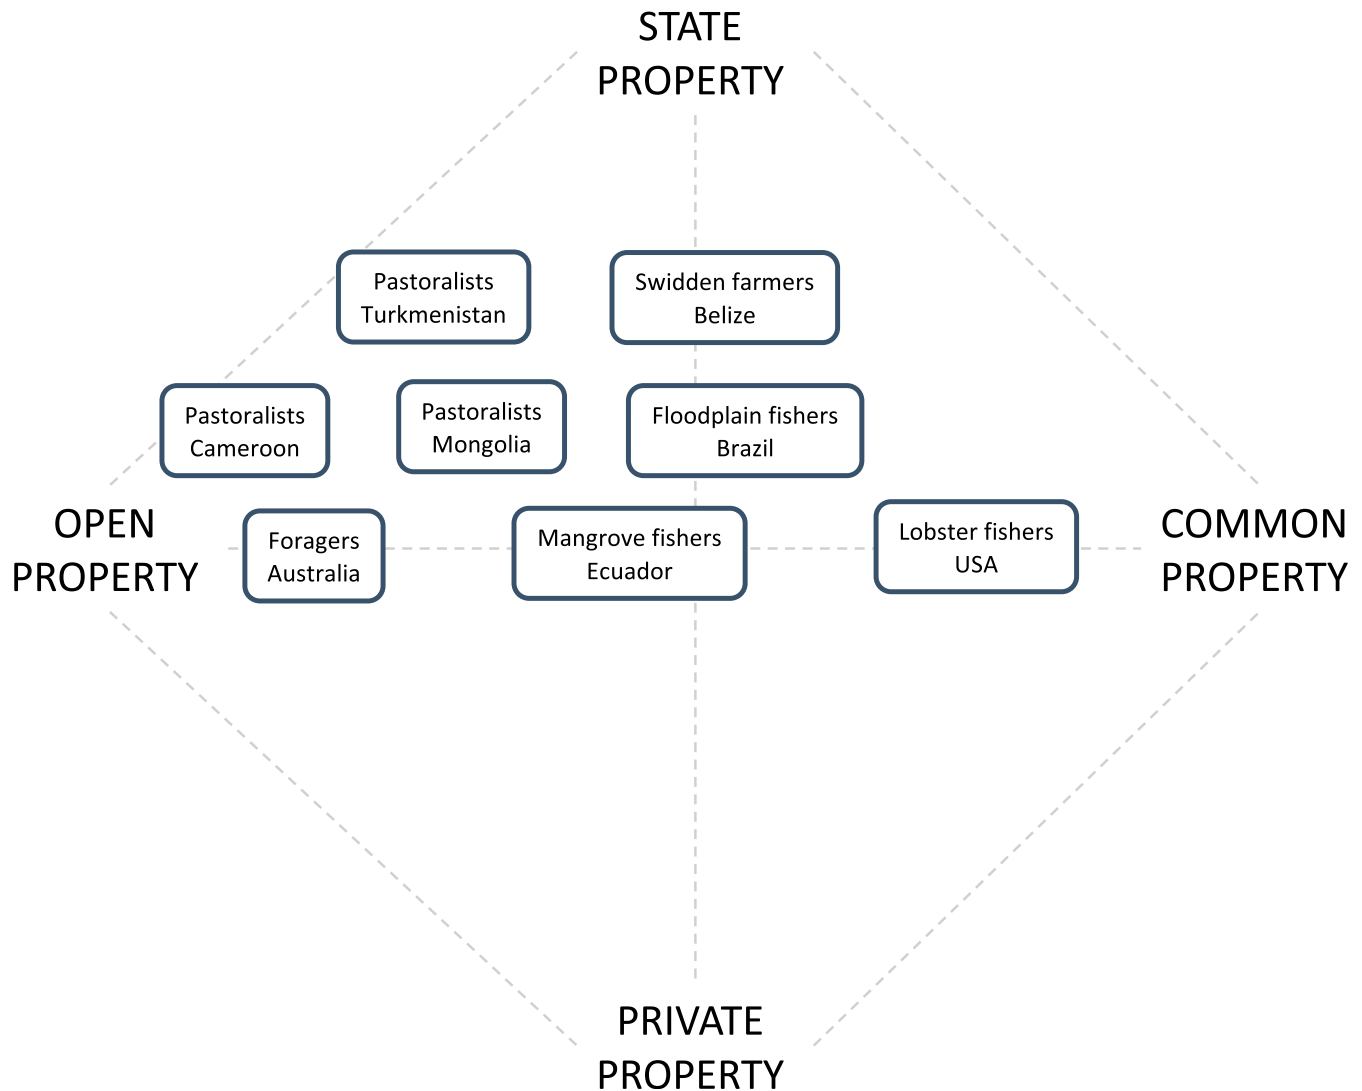 STATE
PROPERTY
Pastoralists
Turkmenistan
Swidden farmers
Belize
Pastoralists
Cameroon
Pastoralists
Mongolia
Floodplain fishers
Brazil
OPEN
PROPERTY
Foragers
Australia
Mangrove fishers
Ecuador
Lobster fishers
USA
COMMON
PROPERTY
PRIVATE
PROPERTY